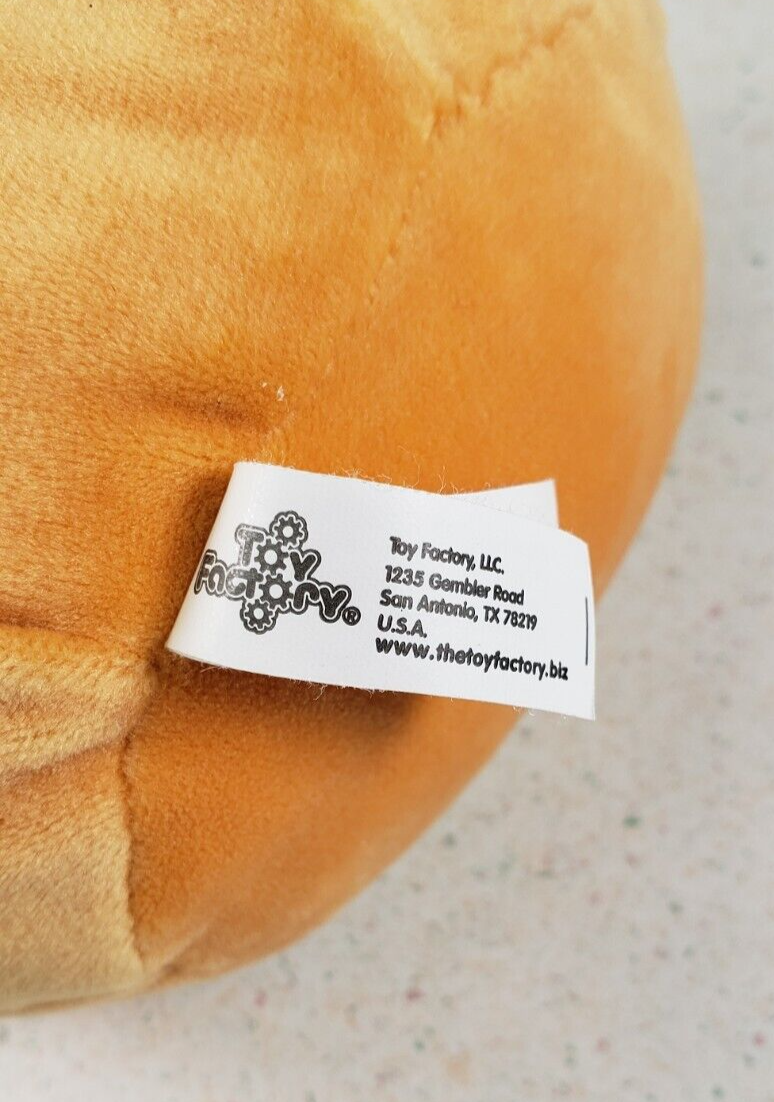 Toy
Factory®
Toy Factory, LLC.
1235 Gembler Road
San Antonio, TX 78219
U.S.A.
www.thetoyfactory.biz